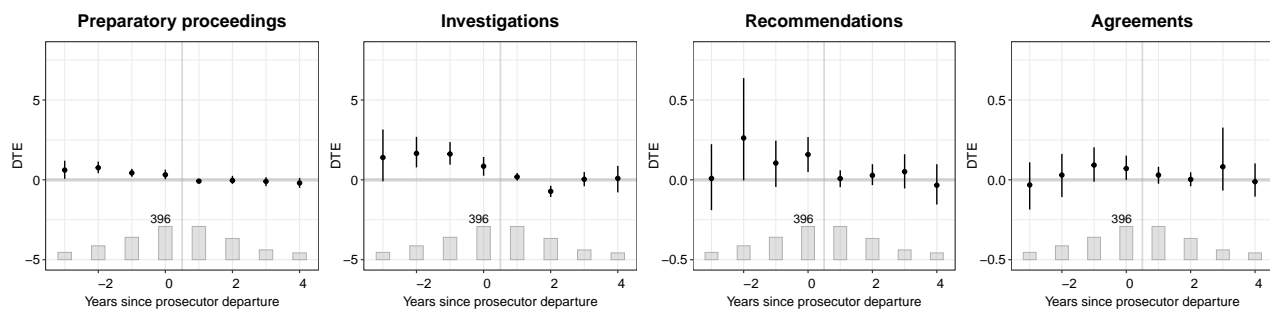 Preparatory proceedings
5
0
−5
DTE
396
−2 0 2 4
Years since prosecutor departure
Investigations
5
0
−5
DTE
396
−2 0 2 4
Years since prosecutor departure
Recommendations
0.5
0.0
−0.5
DTE
396
−2 0 2 4
Years since prosecutor departure
Agreements
0.5
0.0
−0.5
DTE
396
−2 0 2 4
Years since prosecutor departure